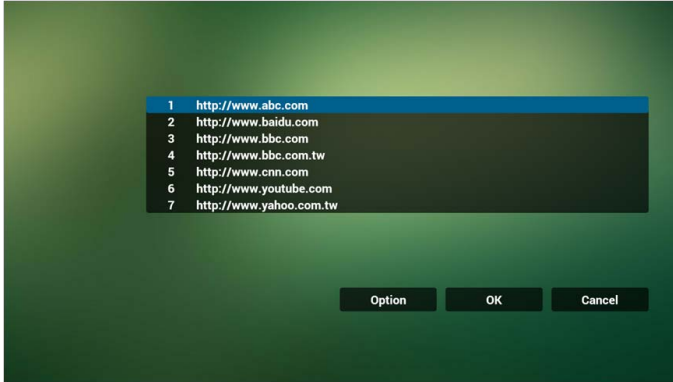 1 http://www.abc.com
2 http://www.baidu.com
3 http://www.bbc.com
4 http://www.bbc.com.tw
5 http://www.cnn.com
6 http://www.youtube.com
7 http://www.yahoo.com.tw
Option OK Cancel